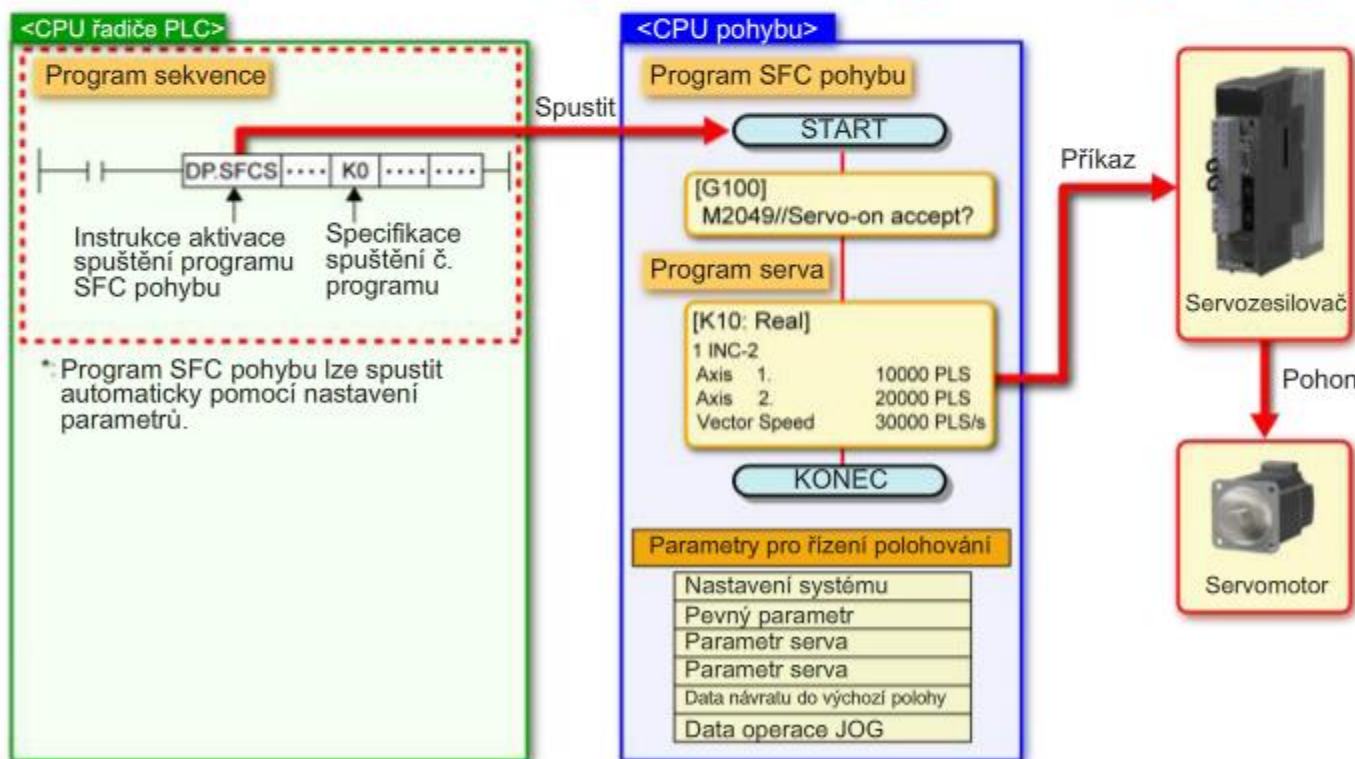 <CPU řadiče PLC>
Program sekvence
DP.SFCS .... K0 .... ....
Instrukce aktivace
spuštění programu
SFC pohybu
Specifikace
spuštění č.
programu
*: Program SFC pohybu lze spustit
automaticky pomocí nastavení
parametrů.
Spustit
<CPU pohybu>
Program SFC pohybu
START
[G100]
M2049//Servo-on accept?
Program serva
[K10: Real]
1 INC-2
Axis 1. 10000 PLS
Axis 2. 20000 PLS
Vector Speed 30000 PLS/s
KONEC
Parametry pro řízení polohování
Nastavení systému
Pevný parametr
Parametr serva
Parametr serva
Data návratu do výchozí polohy
Data operace JOG
Příkaz
Servozesilovač
Pohon
Servomotor